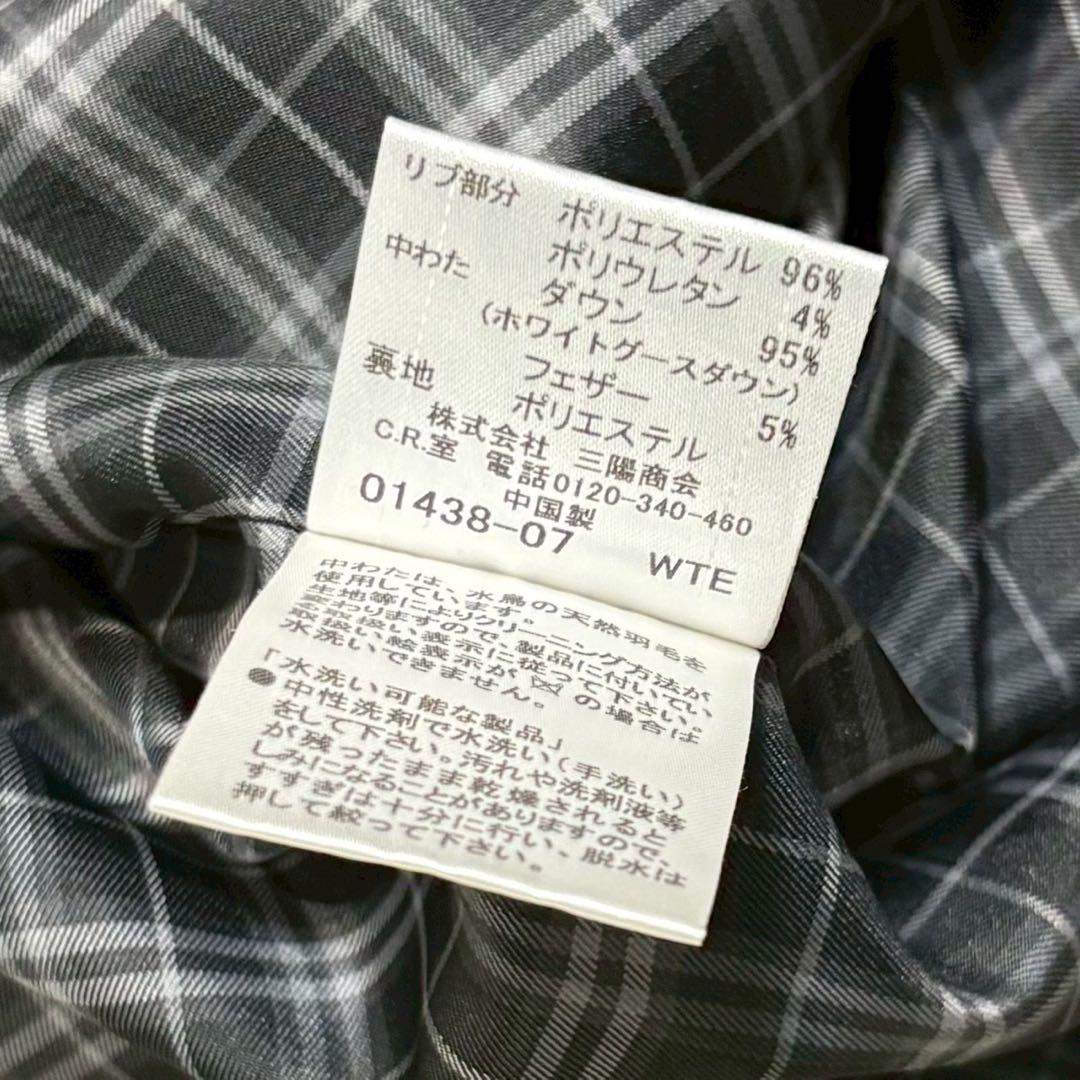 リブ部分 ポリエステル 96%
ポリウレタン 4%
中わた ダウン 95%
(ホワイトグースダウン)
フェザー 5%
裏地 ポリエステル
株式会社 三陽商会
C.R.室 電話0120-340-460
中国製
01438-07 WTE
中わたは、水鳥の天然羽毛を
使用しています。
生地等によりクリーニング方法が
変わりますので、製品に付いてい
取扱い絵表示に従って下さい。
水洗い絵表示が の場合は
水洗いできません。
「水洗い可能な製品」
●中性洗剤で水洗い(手洗い)
をして下さい。汚れや洗剤液等
が残ったまま乾燥されると
しみになることがありますので、
すすぎは十分に行い、脱水は
押して絞って下さい。